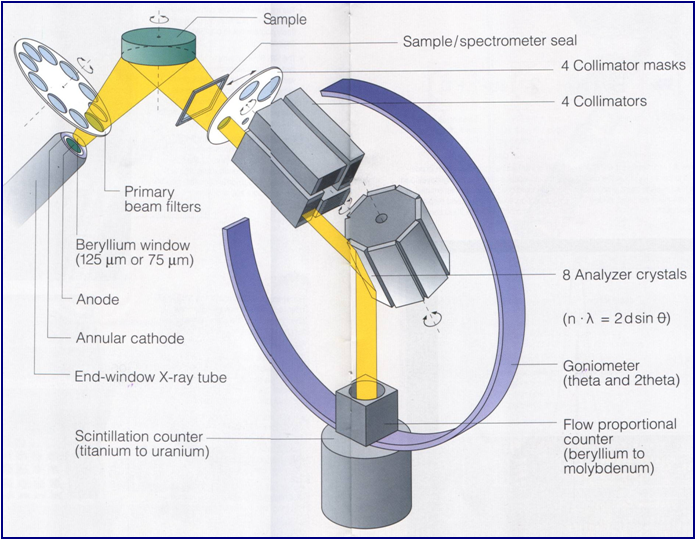 Sample
Sample/spectrometer seal
4 Collimator masks
4 Collimators
Primary
beam filters
Beryllium window
(125 µm or 75 µm)
Anode
Annular cathode
End-window X-ray tube
8 Analyzer crystals
(n · λ = 2d sin θ)
Goniometer
(theta and 2theta)
Scintillation counter
(titanium to uranium)
Flow proportional
counter
(beryllium to
molybdenum)